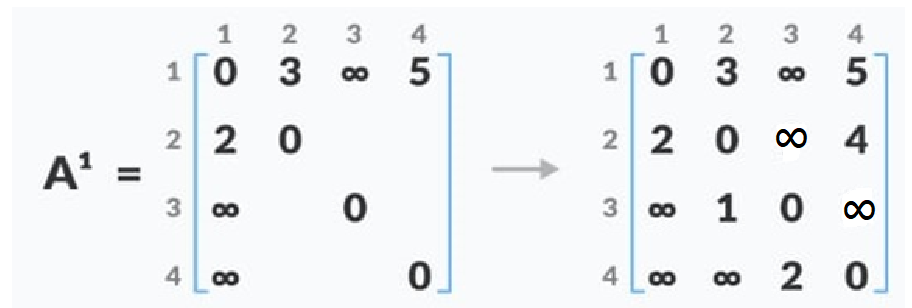 1 2 3 4 1 2 3 4
1 0 3 ∞ 5 1 0 3 ∞ 5
2 2 0 2 2 0 ∞ 4
A¹ =
3 ∞ 0 3 ∞ 1 0 ∞
4 ∞ 0 4 ∞ ∞ 2 0